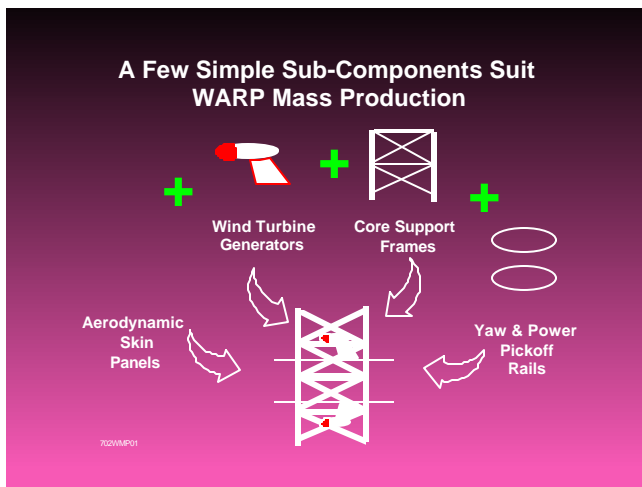 A Few Simple Sub-Components Suit
WARP Mass Production
Wind Turbine
Generators
Core Support
Frames
Aerodynamic
Skin
Panels
Yaw & Power
Pickoff
Rails
702WMP01